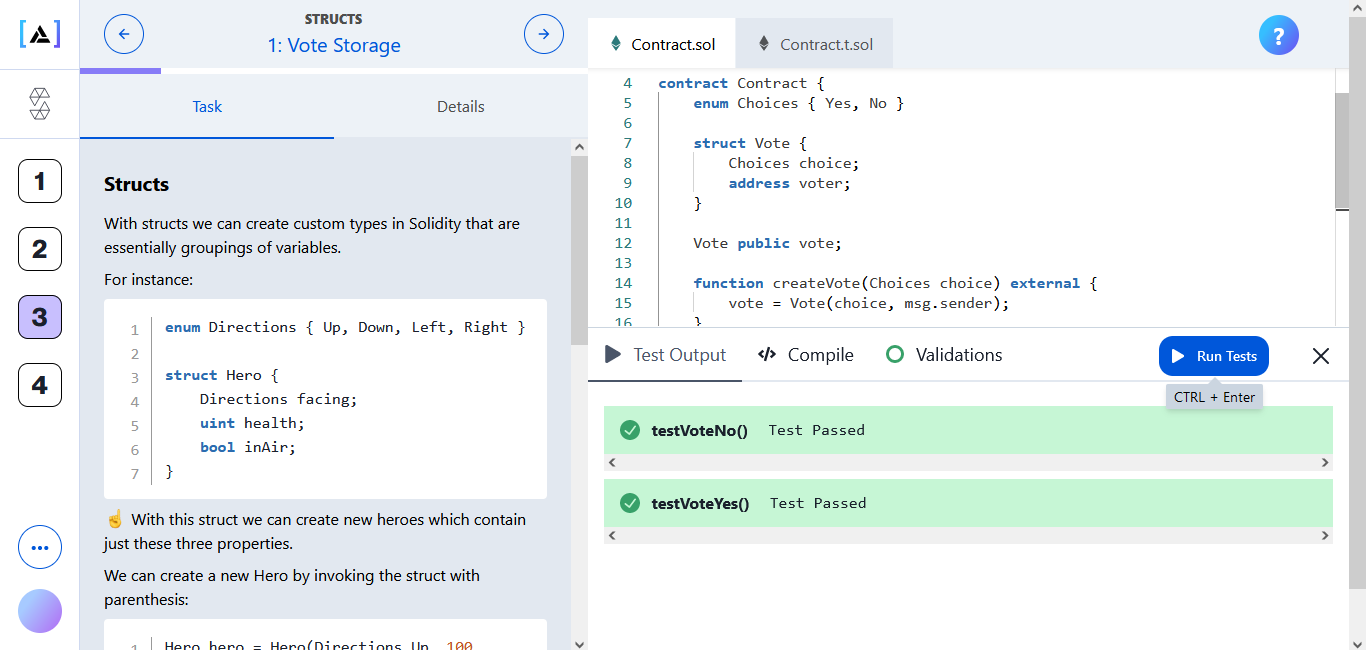 STRUCTS
1: Vote Storage
Task
Details
1
2
3
4
Structs
With structs we can create custom types in Solidity that are
essentially groupings of variables.
For instance:
1 enum Directions { Up, Down, Left, Right }
2
3 struct Hero {
4 Directions facing;
5 uint health;
6 bool inAir;
7 }
☝ With this struct we can create new heroes which contain
just these three properties.
We can create a new Hero by invoking the struct with
parenthesis:
1 Hero hero = Hero(Directions.Up, 100,
Contract.sol
Contract.t.sol
?
4 contract Contract {
5 enum Choices { Yes, No }
6
7 struct Vote {
8 Choices choice;
9 address voter;
10 }
11
12 Vote public vote;
13
14 function createVote(Choices choice) external {
15 vote = Vote(choice, msg.sender);
16 }
Test Output
Compile
Validations
Run Tests
CTRL + Enter
testVoteNo() Test Passed
testVoteYes() Test Passed